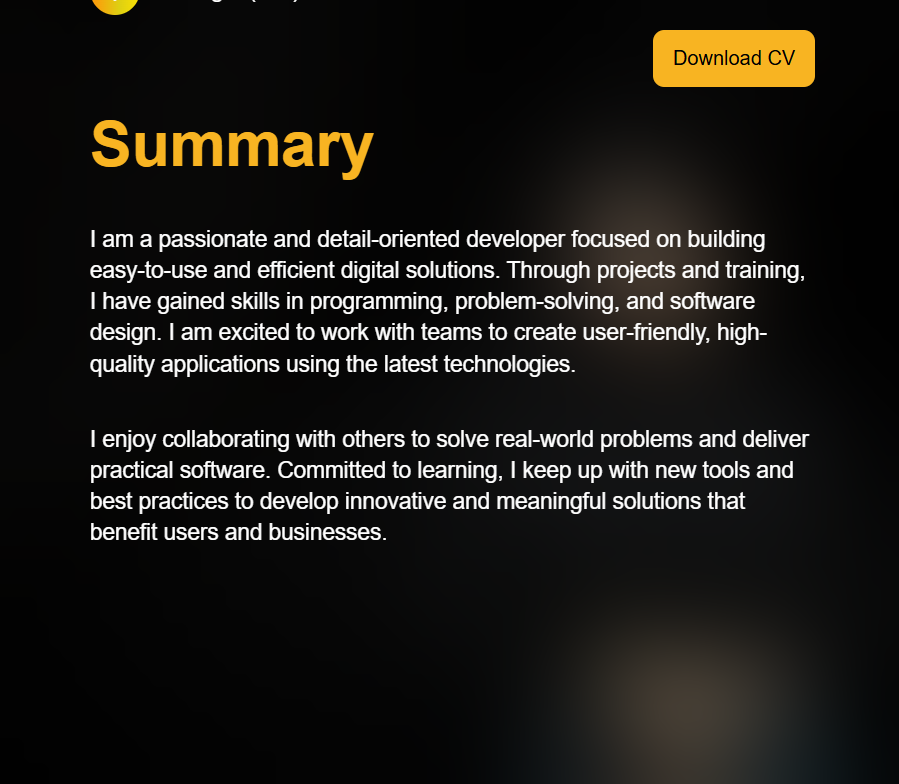 Download CV
Summary
I am a passionate and detail-oriented developer focused on building
easy-to-use and efficient digital solutions. Through projects and training,
I have gained skills in programming, problem-solving, and software
design. I am excited to work with teams to create user-friendly, high-
quality applications using the latest technologies.
I enjoy collaborating with others to solve real-world problems and deliver
practical software. Committed to learning, I keep up with new tools and
best practices to develop innovative and meaningful solutions that
benefit users and businesses.